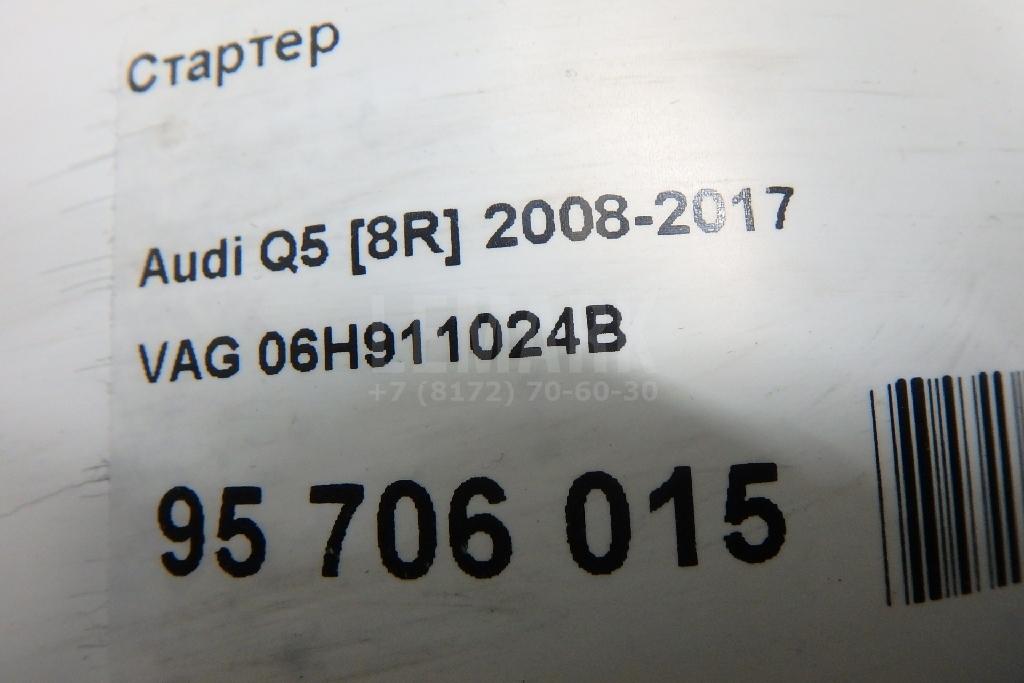 Стартер
Audi Q5 [8R] 2008-2017
VAG 06H911024B
+7 (8172) 70-60-30
95 706 015